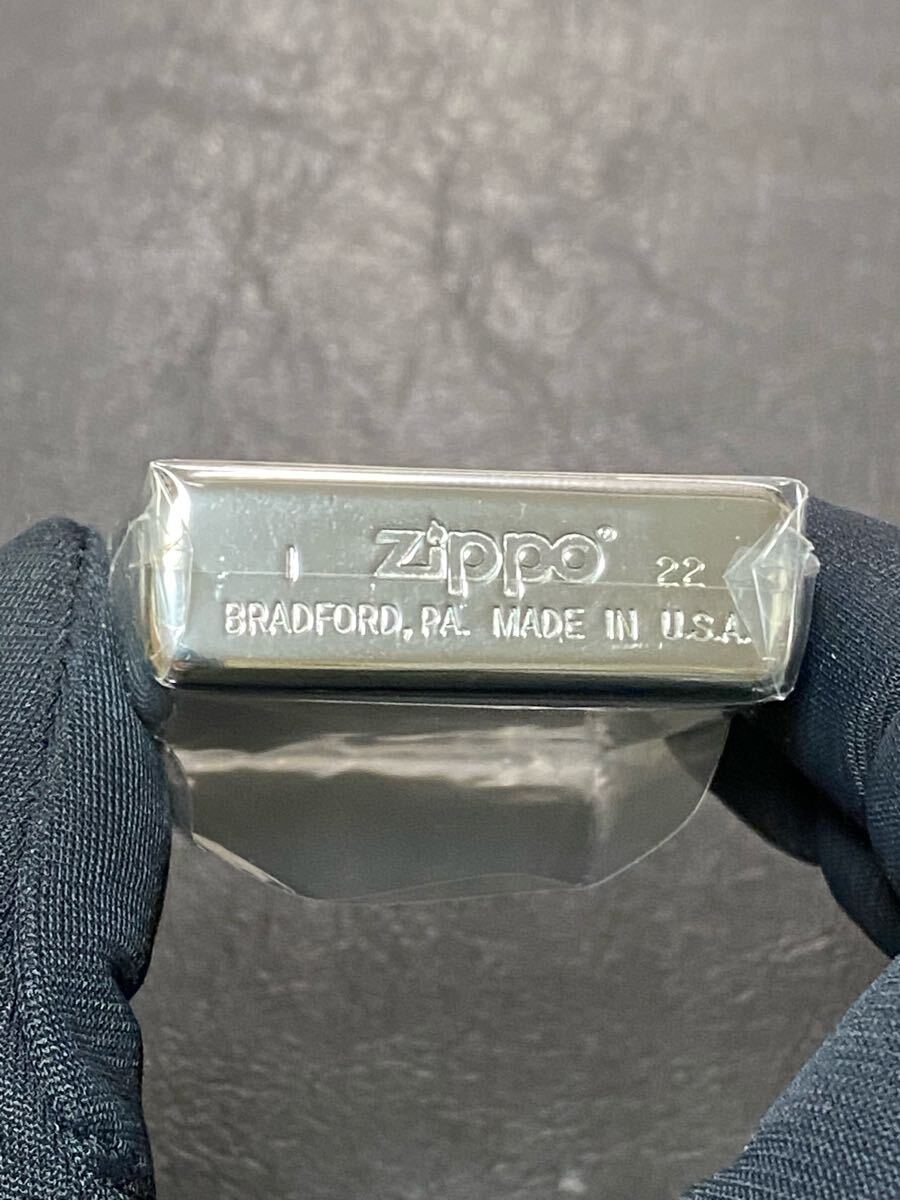 I Zippo® 22
BRADFORD, PA. MADE IN U.S.A.